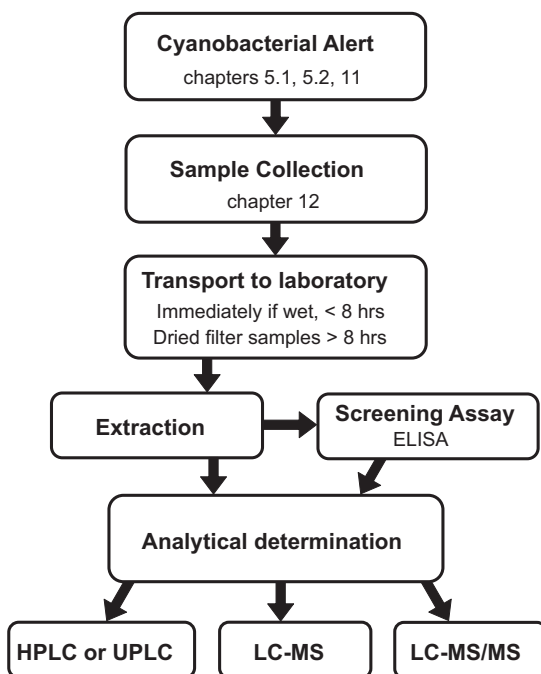 Cyanobacterial Alert
chapters 5.1, 5.2, 11
Sample Collection
chapter 12
Transport to laboratory
Immediately if wet, < 8 hrs
Dried filter samples > 8 hrs
Extraction
Screening Assay
ELISA
Analytical determination
HPLC or UPLC
LC-MS
LC-MS/MS